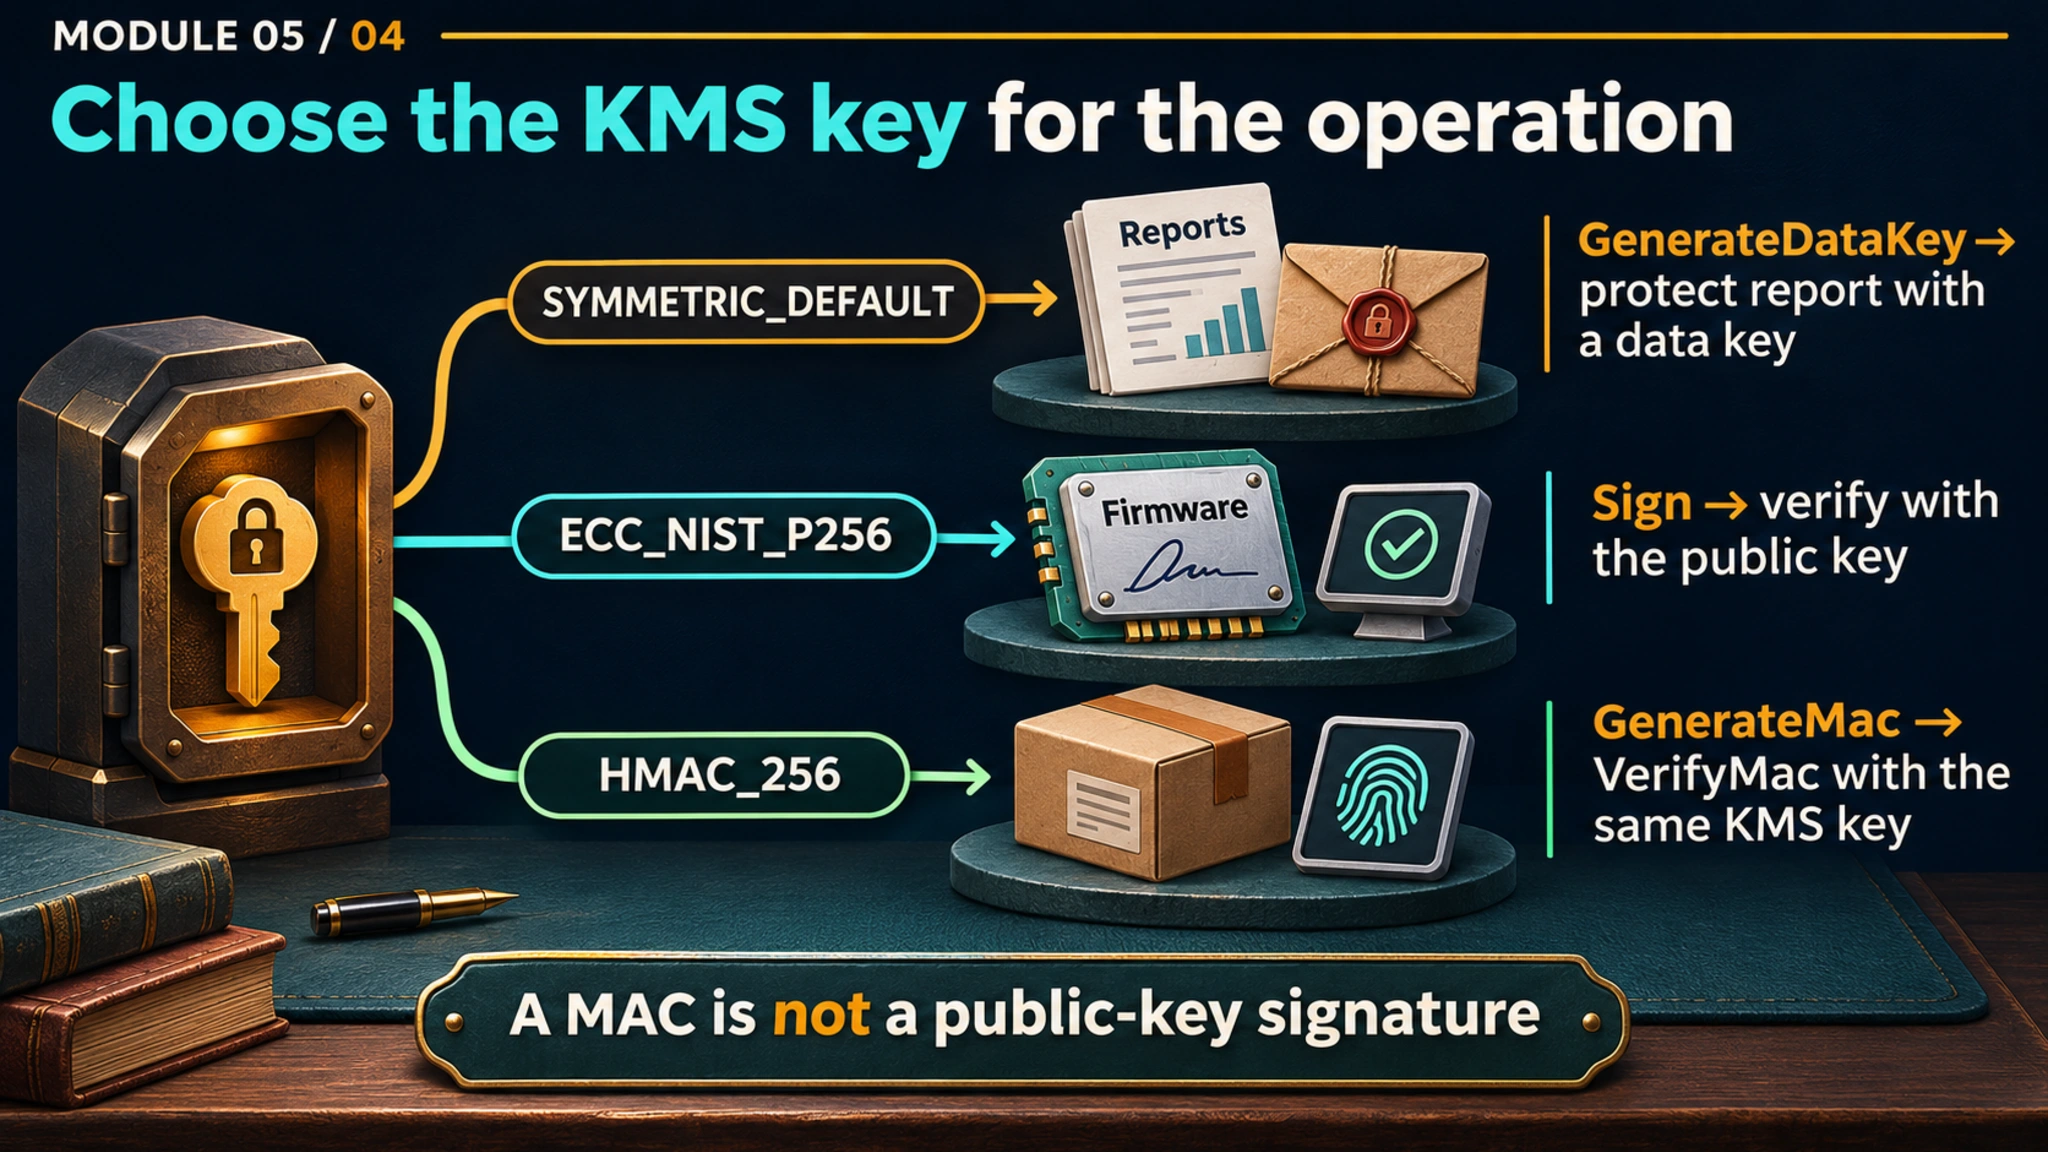 MODULE 05 / 04
Choose the KMS key for the operation
SYMMETRIC_DEFAULT
Reports
GenerateDataKey →
protect report with
a data key
ECC_NIST_P256
Firmware
Sign → verify with
the public key
HMAC_256
GenerateMac →
VerifyMac with the
same KMS key
A MAC is not a public-key signature